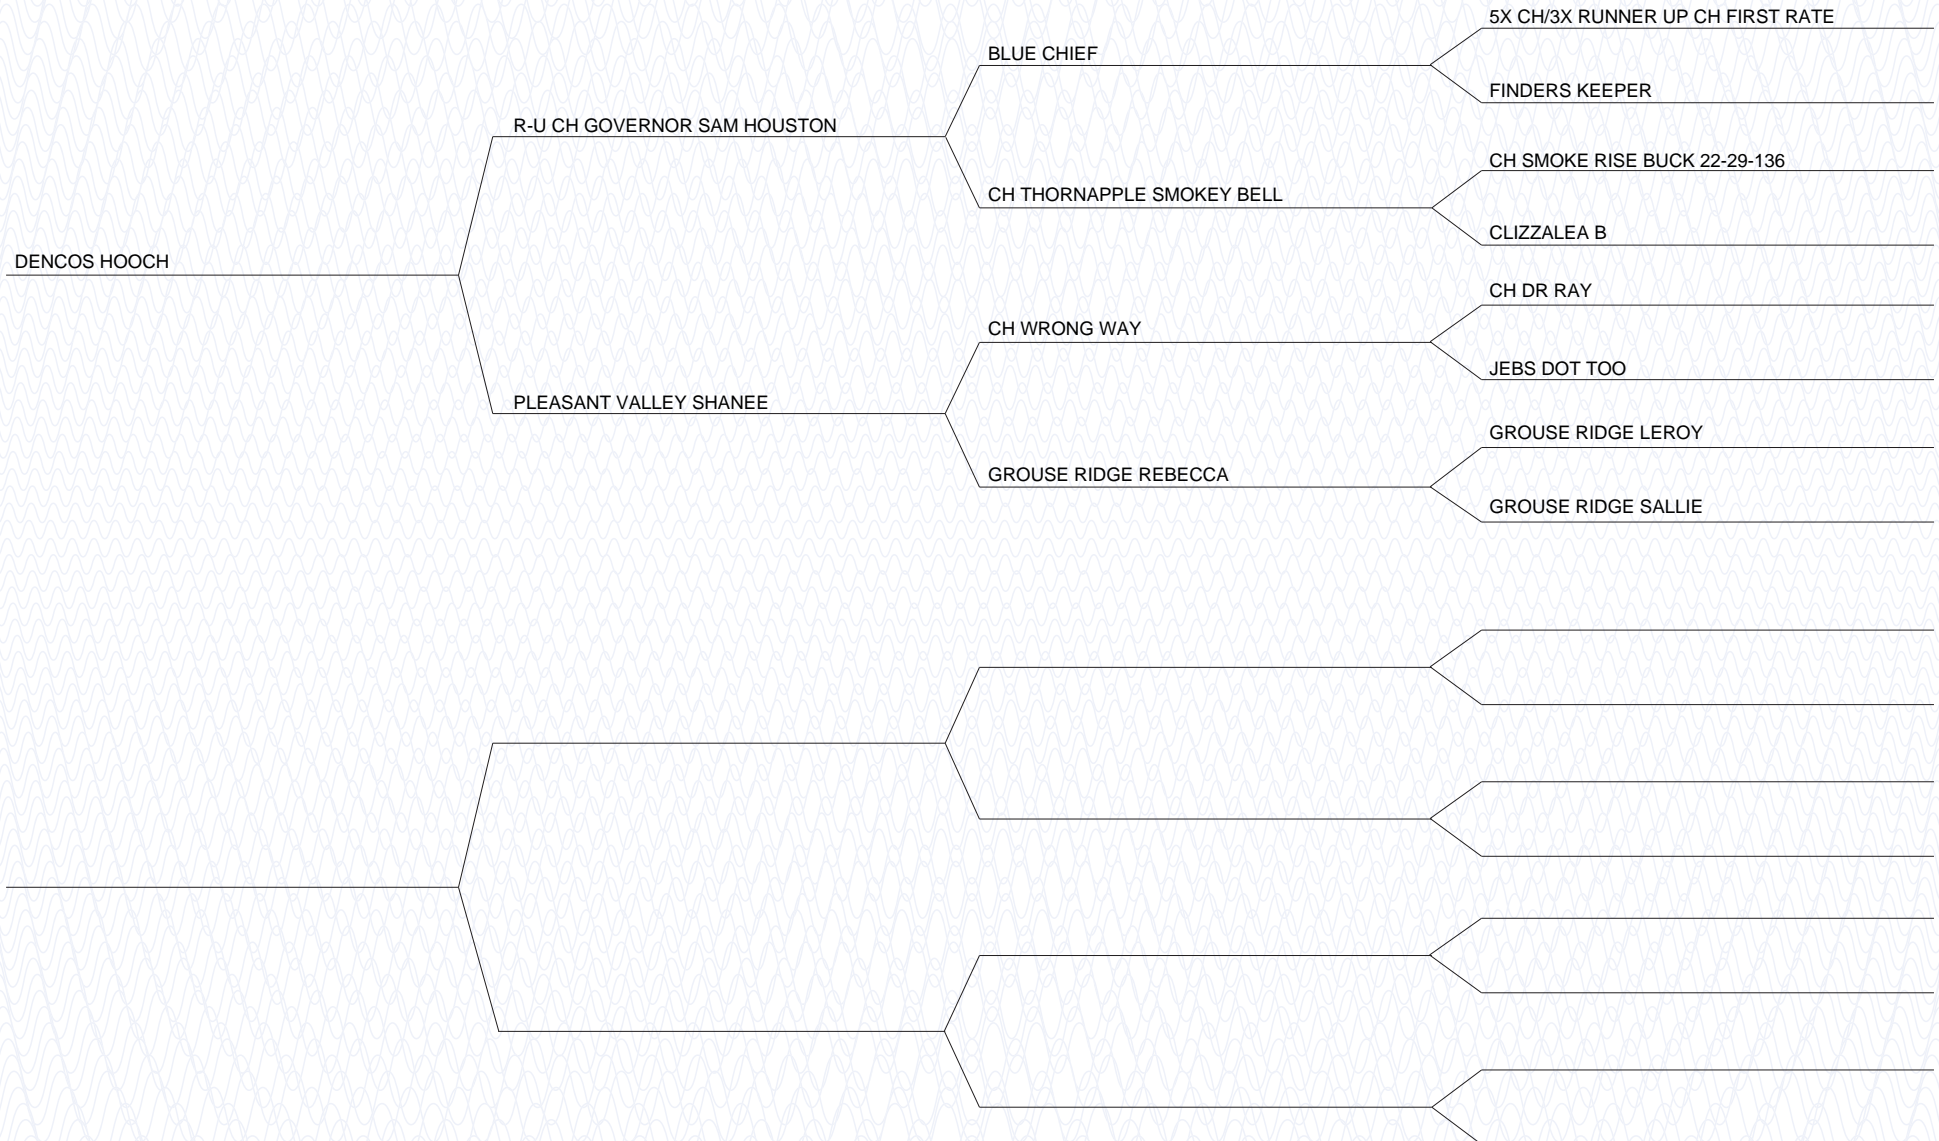 5X CH/3X RUNNER UP CH FIRST RATE
BLUE CHIEF
FINDERS KEEPER
R-U CH GOVERNOR SAM HOUSTON
CH SMOKE RISE BUCK 22-29-136
CH THORNAPPLE SMOKEY BELL
CLIZZALEA B
DENCOS HOOCH
CH DR RAY
CH WRONG WAY
JEBS DOT TOO
PLEASANT VALLEY SHANEE
GROUSE RIDGE LEROY
GROUSE RIDGE REBECCA
GROUSE RIDGE SALLIE